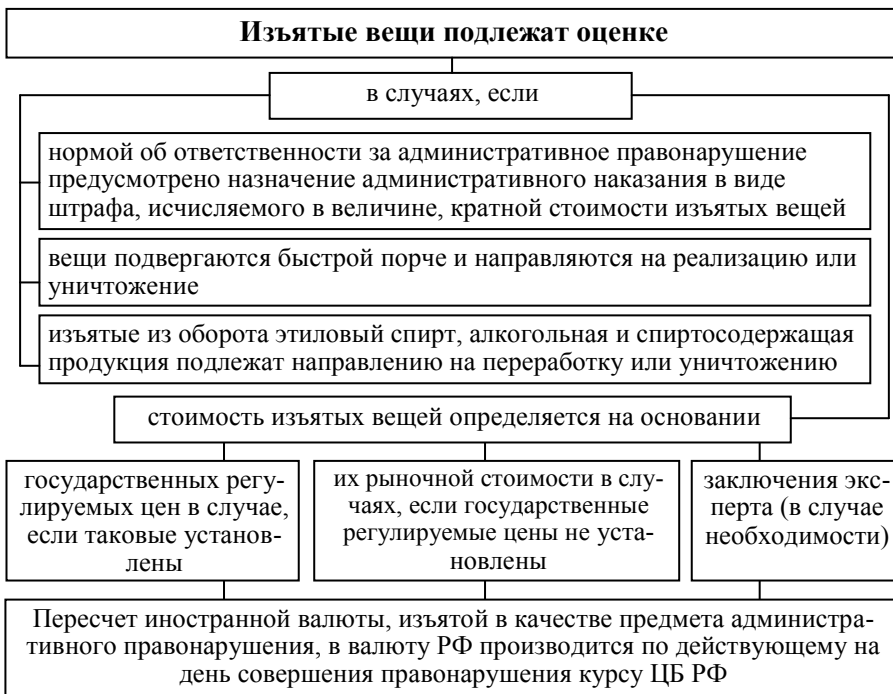 Изъятые вещи подлежат оценке
в случаях, если
нормой об ответственности за административное правонарушение
предусмотрено назначение административного наказания в виде
штрафа, исчисляемого в величине, кратной стоимости изъятых вещей
вещи подвергаются быстрой порче и направляются на реализацию или
уничтожение
изъятые из оборота этиловый спирт, алкогольная и спиртосодержащая
продукция подлежат направлению на переработку или уничтожению
стоимость изъятых вещей определяется на основании
государственных регу-
лируемых цен в случае,
если таковые установ-
лены
их рыночной стоимости в слу-
чаях, если государственные
регулируемые цены не уста-
новлены
заключения экс-
перта (в случае
необходимости)
Пересчет иностранной валюты, изъятой в качестве предмета администра-
тивного правонарушения, в валюту РФ производится по действующему на
день совершения правонарушения курсу ЦБ РФ